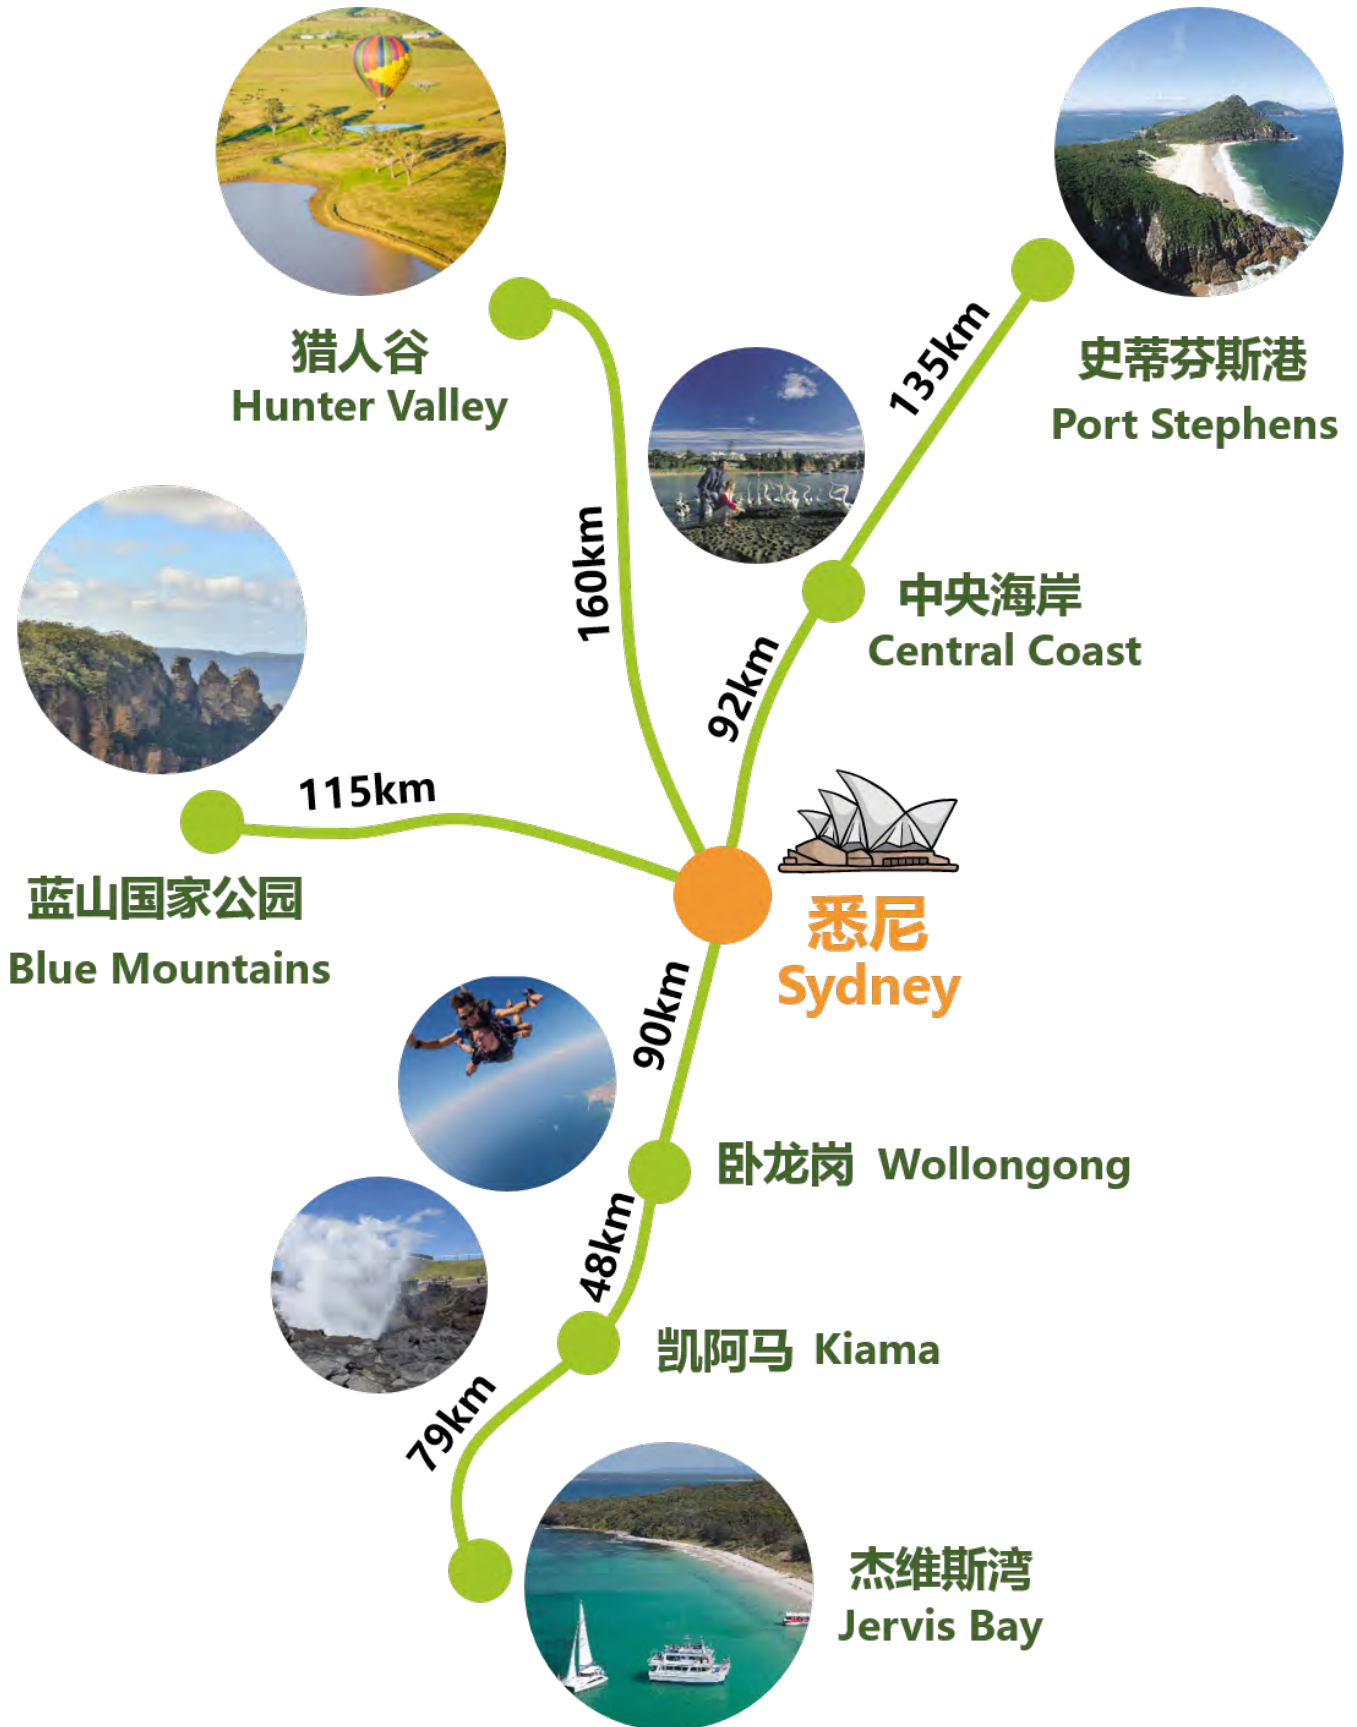 猎人谷
Hunter Valley
史蒂芬斯港
Port Stephens
135km
160km
中央海岸
Central Coast
92km
115km
蓝山国家公园
Blue Mountains
悉尼
Sydney
90km
卧龙岗 Wollongong
48km
凯阿马 Kiama
79km
杰维斯湾
Jervis Bay